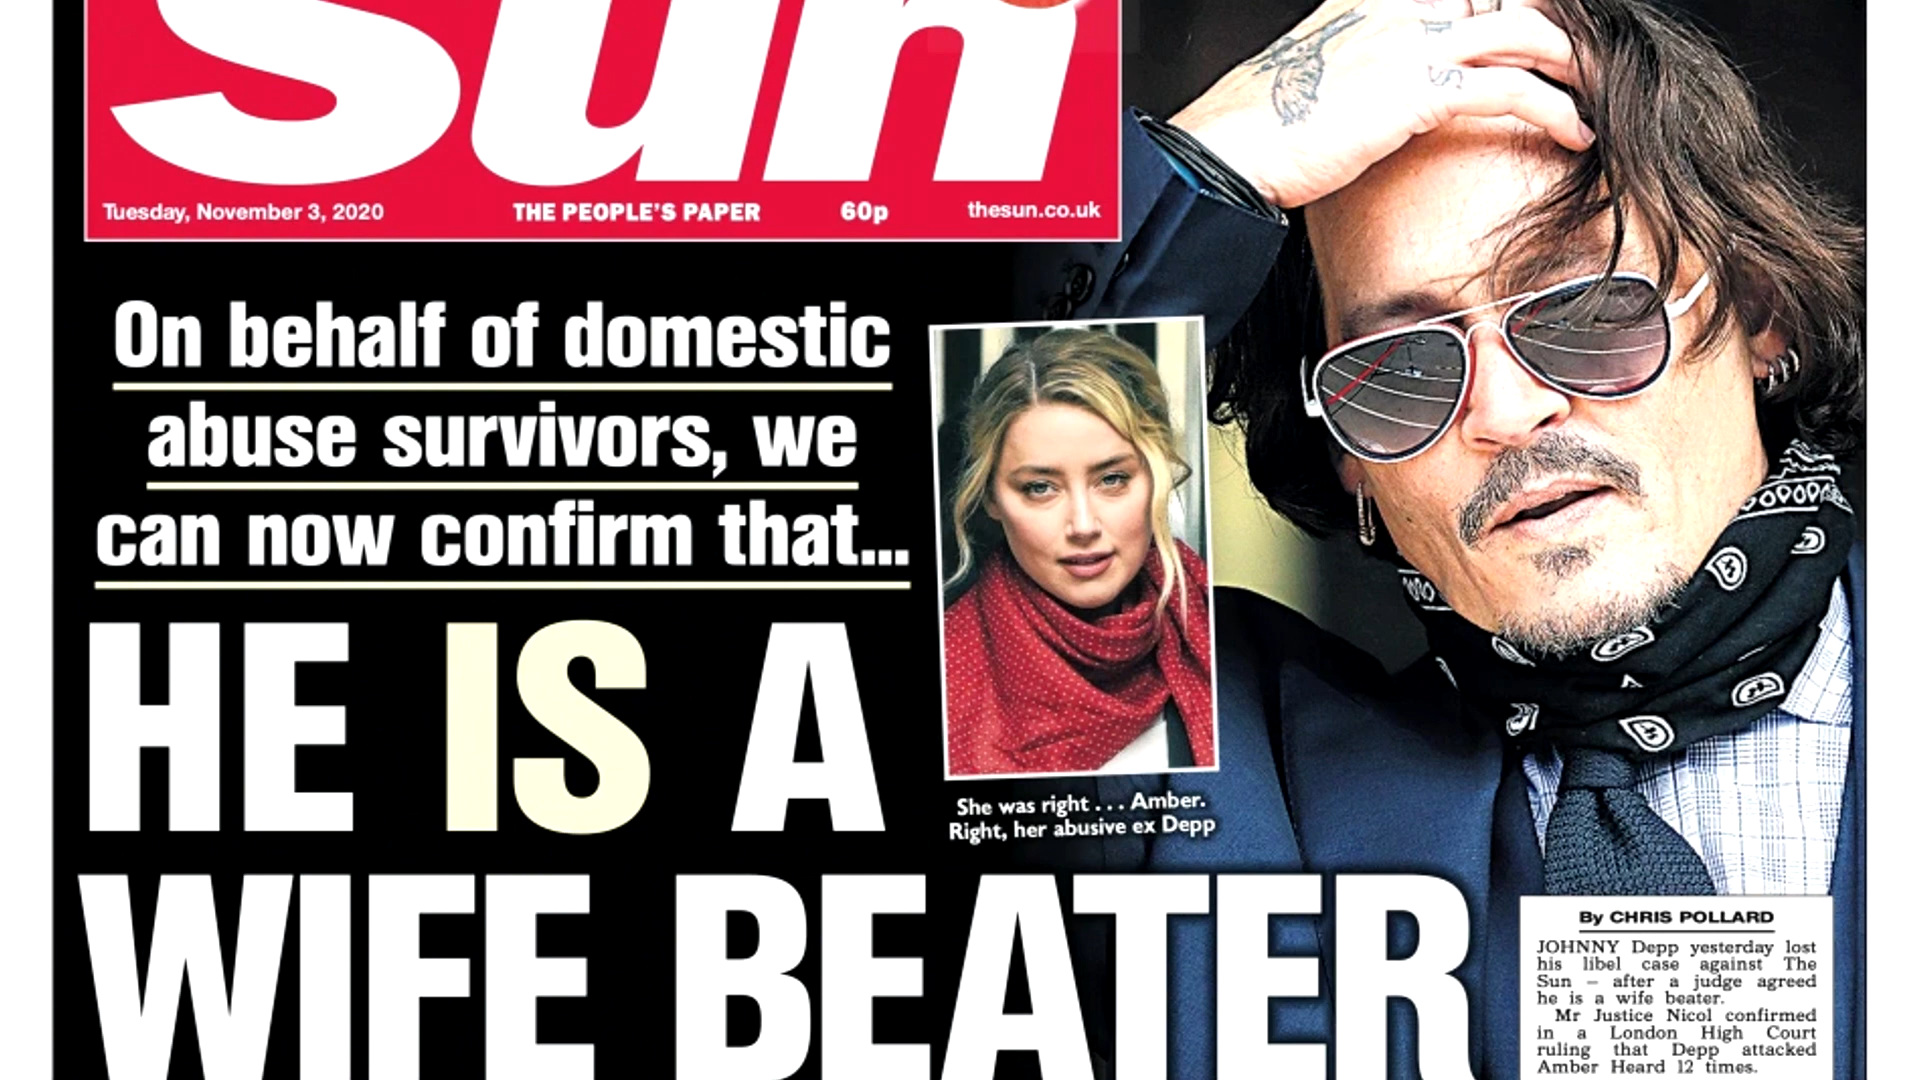 Sun
Tuesday, November 3, 2020 THE PEOPLE'S PAPER 60p thesun.co.uk
On behalf of domestic
abuse survivors, we
can now confirm that...
HE IS A
WIFE BEATER
She was right . . . Amber.
Right, her abusive ex Depp
By CHRIS POLLARD
JOHNNY Depp yesterday lost
his libel case against The
Sun – after a judge agreed
he is a wife beater.
Mr Justice Nicol confirmed
in a London High Court
ruling that Depp attacked
Amber Heard 12 times.